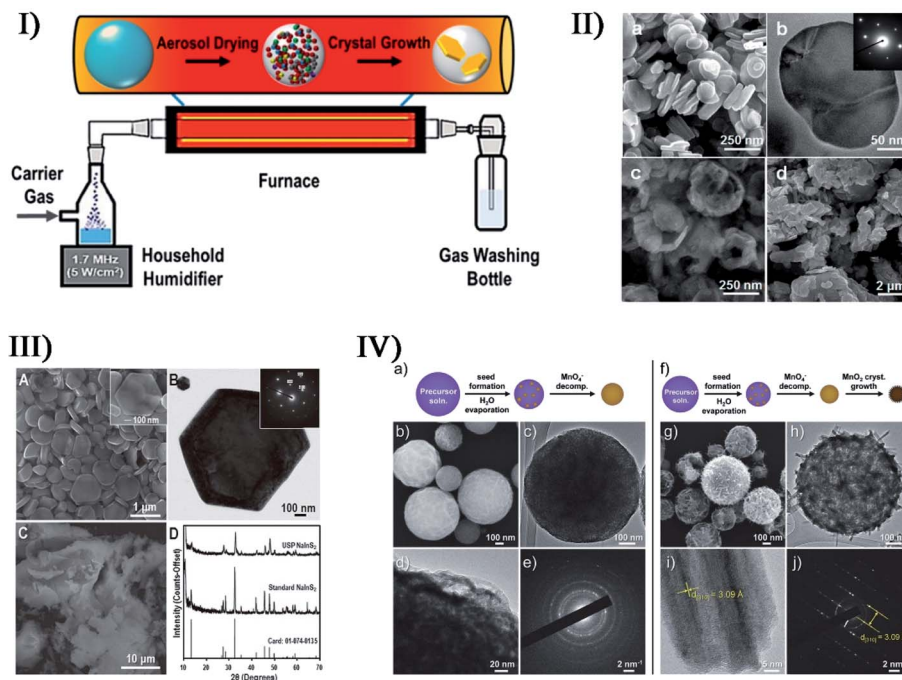 I)
Aerosol Drying
Crystal Growth
Carrier
Gas
1.7 MHz
(5 W/cm²)
Household
Humidifier
Furnace
Gas Washing
Bottle
II)
a
250 nm
b
50 nm
c
250 nm
d
2 µm
III)
A
100 nm
1 µm
B
100 nm
C
10 µm
D
Intensity (Counts-Offset)
USP NaInS₂
Standard NaInS₂
Card: 01-074-0135
10 20 30 40 50 60 70
2θ (Degrees)
IV)
a)
Precursor
soln.
seed
formation
H₂O
evaporation
MnO₄⁻
decomp.
b)
100 nm
c)
100 nm
d)
20 nm
e)
2 nm⁻¹
f)
Precursor
soln.
seed
formation
H₂O
evaporation
MnO₄⁻
decomp.
MnO₂ cryst.
growth
g)
100 nm
h)
100 nm
i)
= 3.09 Å
5 nm
j)
= 3.09
2 nm